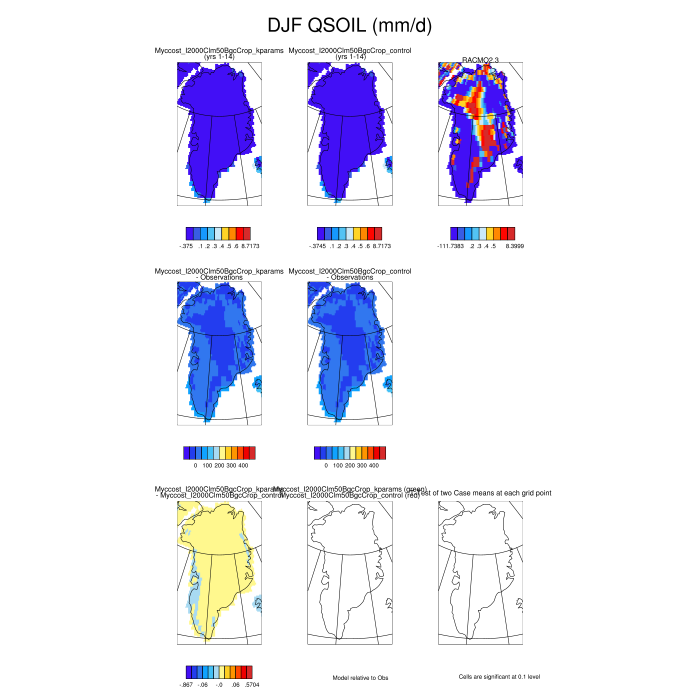 DJF QSOIL (mm/d)
Myccost_I2000Clm50BgcCrop_kparams
(yrs 1-14)
Myccost_I2000Clm50BgcCrop_control
(yrs 1-14)
RACMO2.3
-.375 .1 .2 .3 .4 .5 .6 8.7173
-.3745 .1 .2 .3 .4 .5 .6 8.7173
-111.7383 .2 .3 .4 .5 8.3999
Myccost_I2000Clm50BgcCrop_kparams
- Observations
Myccost_I2000Clm50BgcCrop_control
- Observations
0 100 200 300 400
0 100 200 300 400
Myccost_I2000Clm50BgcCrop_kparams
- Myccost_I2000Clm50BgcCrop_control
Myccost_I2000Clm50BgcCrop_kparams (green)
Myccost_I2000Clm50BgcCrop_control (red)
of two Case means at each grid point
-.867 -.06 -.0 .06 .5704
Model relative to Obs
Cells are significant at 0.1 level